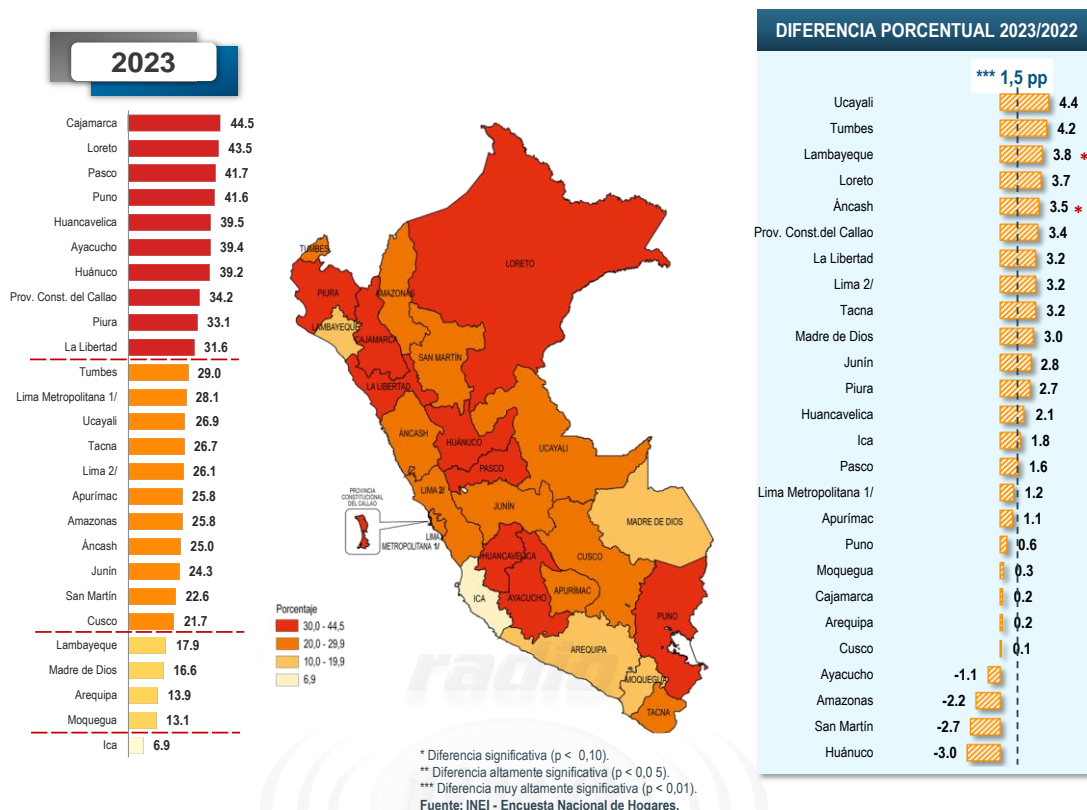 2023
Cajamarca 44.5
Loreto 43.5
Pasco 41.7
Puno 41.6
Huancavelica 39.5
Ayacucho 39.4
Huánuco 39.2
Prov. Const. del Callao 34.2
Piura 33.1
La Libertad 31.6
Tumbes 29.0
Lima Metropolitana 1/ 28.1
Ucayali 26.9
Tacna 26.7
Lima 2/ 26.1
Apurímac 25.8
Amazonas 25.8
Áncash 25.0
Junín 24.3
San Martín 22.6
Cusco 21.7
Lambayeque 17.9
Madre de Dios 16.6
Arequipa 13.9
Moquegua 13.1
Ica 6.9
TUMBES
LORETO
PIURA
AMAZONAS
LAMBAYEQUE
CAJAMARCA
SAN MARTÍN
LA LIBERTAD
ÁNCASH
HUÁNUCO
UCAYALI
PASCO
LIMA 2/
JUNÍN
PROVINCIA
CONSTITUCIONAL
DEL CALLAO
MADRE DE DIOS
LIMA
METROPOLITANA 1/
HUANCAVELICA
CUSCO
ICA
AYACUCHO
APURÍMAC
PUNO
AREQUIPA
MOQUEGUA
TACNA
Porcentaje
30,0 - 44,5
20,0 - 29,9
10,0 - 19,9
6,9
radio
* Diferencia significativa (p < 0,10).
** Diferencia altamente significativa (p < 0,0 5).
*** Diferencia muy altamente significativa (p < 0,01).
Fuente: INEI - Encuesta Nacional de Hogares.
DIFERENCIA PORCENTUAL 2023/2022
*** 1,5 pp
Ucayali 4.4
Tumbes 4.2
Lambayeque 3.8 *
Loreto 3.7
Áncash 3.5 *
Prov. Const.del Callao 3.4
La Libertad 3.2
Lima 2/ 3.2
Tacna 3.2
Madre de Dios 3.0
Junín 2.8
Piura 2.7
Huancavelica 2.1
Ica 1.8
Pasco 1.6
Lima Metropolitana 1/ 1.2
Apurímac 1.1
Puno 0.6
Moquegua 0.3
Cajamarca 0.2
Arequipa 0.2
Cusco 0.1
Ayacucho -1.1
Amazonas -2.2
San Martín -2.7
Huánuco -3.0